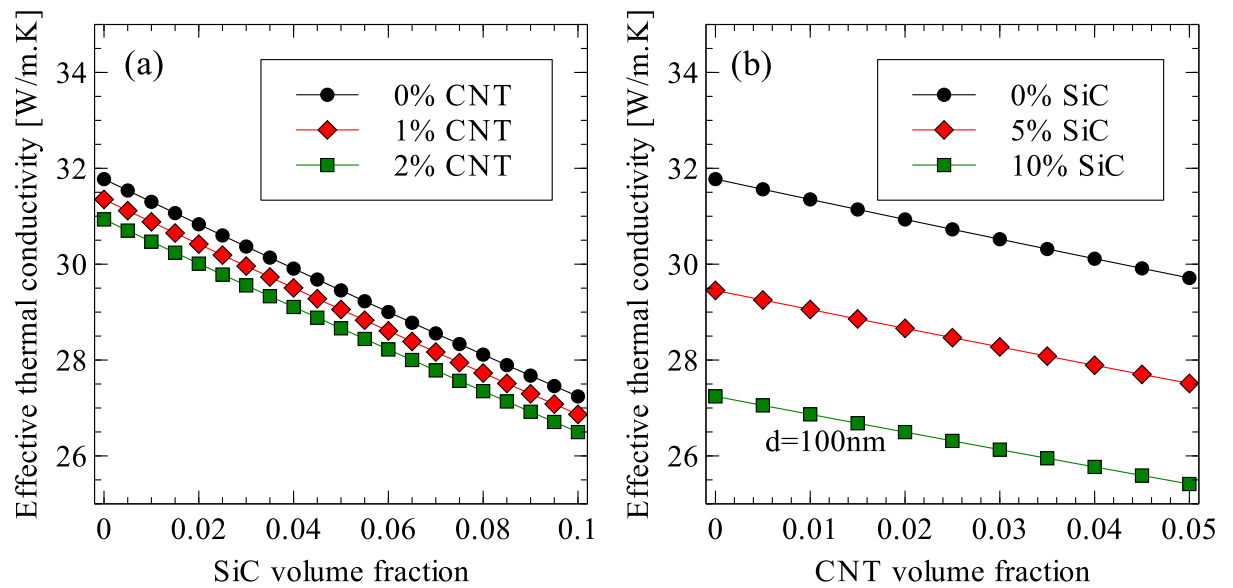 (a)
0% CNT
1% CNT
2% CNT
Effective thermal conductivity [W/m.K]
34
32
30
28
26
0 0.02 0.04 0.06 0.08 0.1
SiC volume fraction
(b)
0% SiC
5% SiC
10% SiC
Effective thermal conductivity [W/m.K]
34
32
30
28
26
d=100nm
0 0.01 0.02 0.03 0.04 0.05
CNT volume fraction